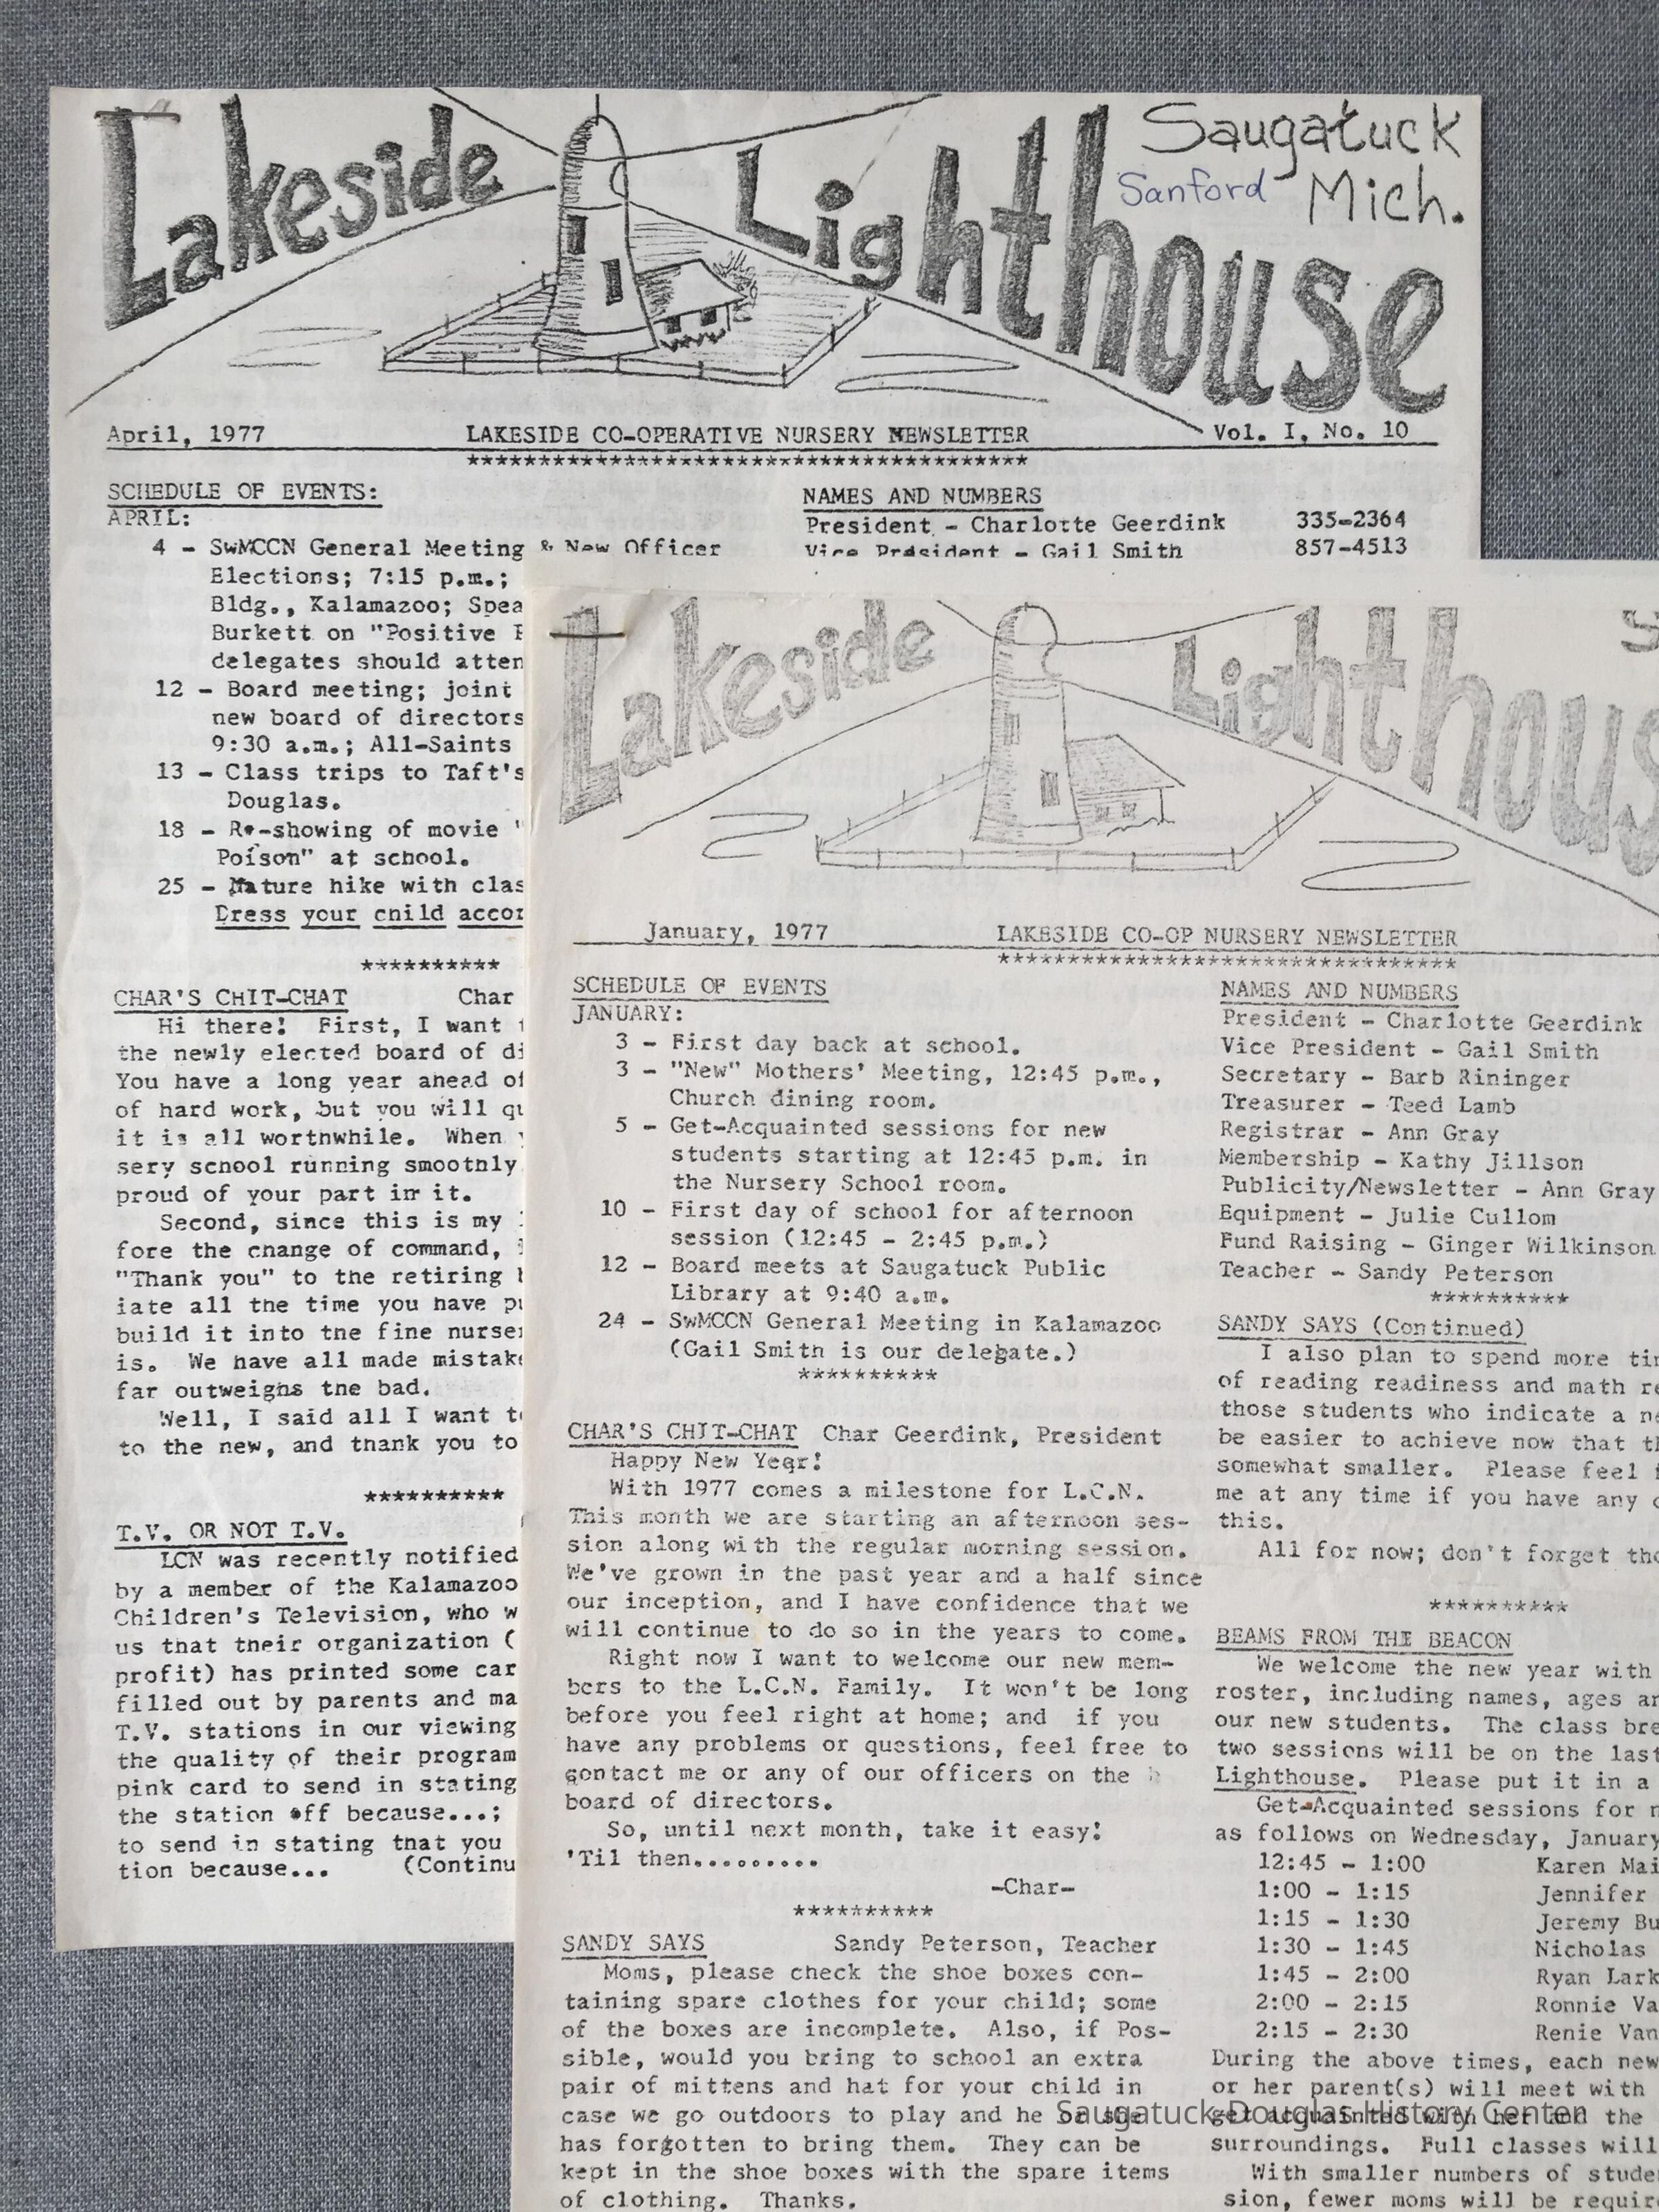 Lakeside Lighthouse
Saugatuck
Sanford Mich.
April, 1977 LAKESIDE CO-OPERATIVE NURSERY NEWSLETTER Vol. I, No. 10
***************************************
SCHEDULE OF EVENTS:
APRIL:
4 - SwMCCN General Meeting & New Officer
Elections; 7:15 p.m.;
Bldg., Kalamazoo;
Burkett on "Positive
delegates should
12 - Board meeting; joint
new board of directors
9:30 a.m.; All-Saints
13 - Class trips to Taft's
Douglas.
18 - Re-showing of movie
Poison" at school.
25 - Nature hike with
Dress your child
**********
CHAR'S CHIT-CHAT Char
Hi there! First, I want
the newly elected board of
You have a long year ahead
of hard work, but you will
it is all worthwhile. When
sery school running smoothly
proud of your part in it.
Second, since this is my
fore the change of command,
"Thank you" to the retiring
iate all the time you have
build it into the fine
is. We have all made
far outweighs the bad.
Well, I said all I want
to the new, and thank you to
**********
T.V. OR NOT T.V.
LCN was recently notified
by a member of the Kalamazoo
Children's Television, who
us that their organization (
profit) has printed some
filled out by parents and
T.V. stations in our viewing
the quality of their program
pink card to send in stating
the station off because...;
to send in stating that you
tion because... (Continu
NAMES AND NUMBERS
President - Charlotte Geerdink 335-2364
Vice President - Gail Smith 857-4513
Lakeside Lighthous
January, 1977 LAKESIDE CO-OP NURSERY NEWSLETTER
********************************
SCHEDULE OF EVENTS
JANUARY:
3 - First day back at school.
3 - "New" Mothers' Meeting, 12:45 p.m.,
Church dining room.
5 - Get-Acquainted sessions for new
students starting at 12:45 p.m. in
the Nursery School room.
10 - First day of school for afternoon
session (12:45 - 2:45 p.m.)
12 - Board meets at Saugatuck Public
Library at 9:40 a.m.
24 - SwMCCN General Meeting in Kalamazoo
(Gail Smith is our delegate.)
**********
CHAR'S CHIT-CHAT Char Geerdink, President
Happy New Year!
With 1977 comes a milestone for L.C.N.
This month we are starting an afternoon ses-
sion along with the regular morning session.
We've grown in the past year and a half since
our inception, and I have confidence that we
will continue to do so in the years to come.
Right now I want to welcome our new mem-
bers to the L.C.N. Family. It won't be long
before you feel right at home; and if you
have any problems or questions, feel free to
contact me or any of our officers on the
board of directors.
So, until next month, take it easy!
'Til then.........
-Char-
**********
SANDY SAYS Sandy Peterson, Teacher
Moms, please check the shoe boxes con-
taining spare clothes for your child; some
of the boxes are incomplete. Also, if Pos-
sible, would you bring to school an extra
pair of mittens and hat for your child in
case we go outdoors to play and he or she
has forgotten to bring them. They can be
kept in the shoe boxes with the spare items
of clothing. Thanks.
NAMES AND NUMBERS
President - Charlotte Geerdink
Vice President - Gail Smith
Secretary - Barb Rininger
Treasurer - Teed Lamb
Registrar - Ann Gray
Membership - Kathy Jillson
Publicity/Newsletter - Ann Gray
Equipment - Julie Cullom
Fund Raising - Ginger Wilkinson
Teacher - Sandy Peterson
**********
SANDY SAYS (Continued)
I also plan to spend more
of reading readiness and math
those students who indicate a
be easier to achieve now that
somewhat smaller. Please feel
me at any time if you have any
this.
All for now; don't forget
**********
BEAMS FROM THE BEACON
We welcome the new year with
roster, including names, ages
our new students. The class
two sessions will be on the last
Lighthouse. Please put it in a
Get-Acquainted sessions for
as follows on Wednesday, January
12:45 - 1:00 Karen Mai
1:00 - 1:15 Jennifer
1:15 - 1:30 Jeremy Bu
1:30 - 1:45 Nicholas
1:45 - 2:00 Ryan Lark
2:00 - 2:15 Ronnie Va
2:15 - 2:30 Renie Van
During the above times, each new
or her parent(s) will meet with
get acquainted with her and the
surroundings. Full classes will
With smaller numbers of
sion, fewer moms will be
Saugatuck-Douglas History Center